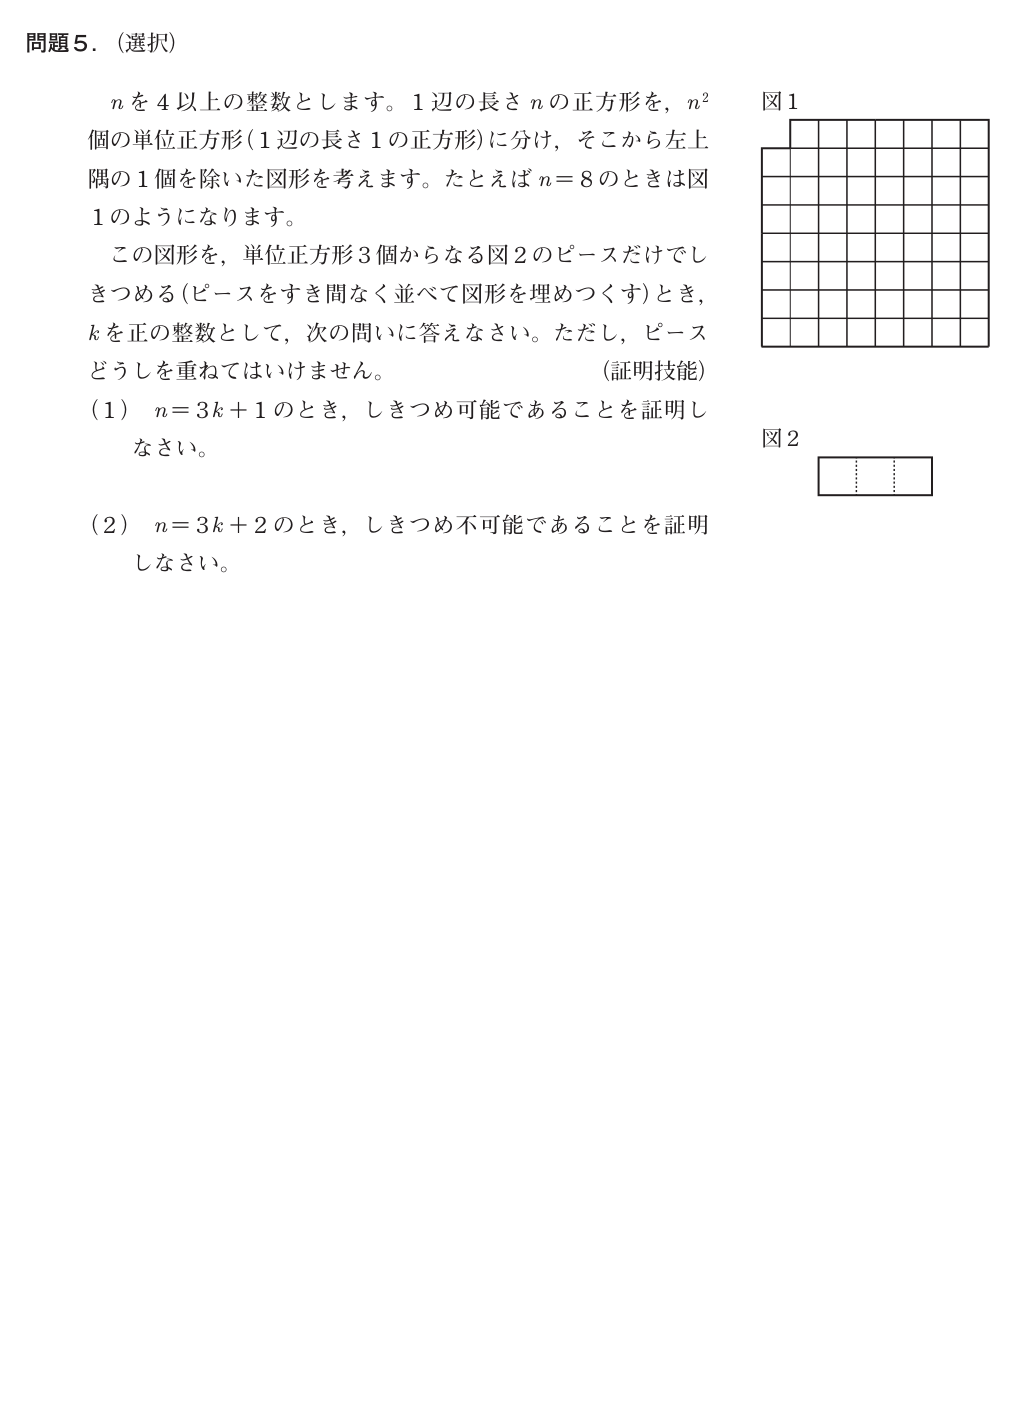 問題５．（選択）
nを４以上の整数とします。１辺の長さnの正方形を，n²
個の単位正方形（１辺の長さ１の正方形）に分け，そこから左上
隅の１個を除いた図形を考えます。たとえばn＝８のときは図
１のようになります。
この図形を，単位正方形３個からなる図２のピースだけでし
きつめる（ピースをすき間なく並べて図形を埋めつくす）とき，
kを正の整数として，次の問いに答えなさい。ただし，ピース
どうしを重ねてはいけません。（証明技能）
（１） n＝３k＋１のとき，しきつめ可能であることを証明し
なさい。
（２） n＝３k＋２のとき，しきつめ不可能であることを証明
しなさい。
図１
図２